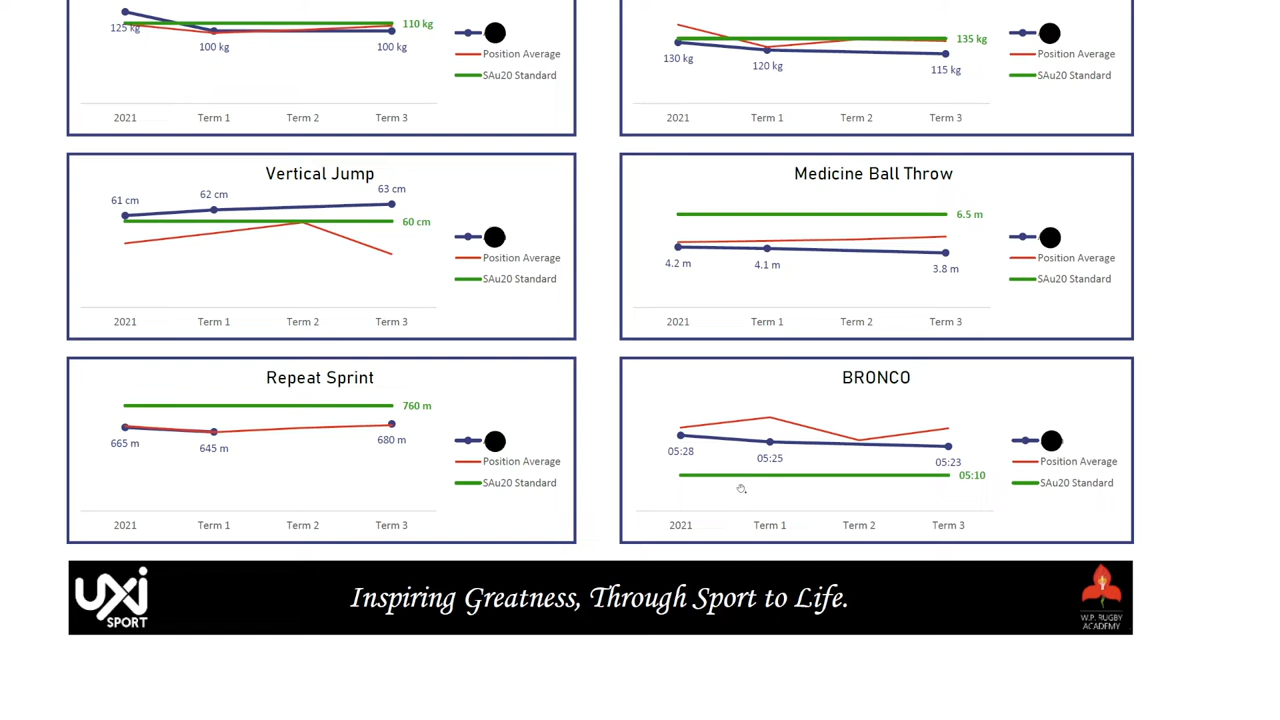 125 kg
100 kg
100 kg
110 kg
Position Average
SAu20 Standard
2021 Term 1 Term 2 Term 3
130 kg
120 kg
115 kg
135 kg
Position Average
SAu20 Standard
2021 Term 1 Term 2 Term 3
Vertical Jump
61 cm
62 cm
63 cm
60 cm
Position Average
SAu20 Standard
2021 Term 1 Term 2 Term 3
Medicine Ball Throw
6.5 m
4.2 m
4.1 m
3.8 m
Position Average
SAu20 Standard
2021 Term 1 Term 2 Term 3
Repeat Sprint
760 m
665 m
645 m
680 m
Position Average
SAu20 Standard
2021 Term 1 Term 2 Term 3
BRONCO
05:28
05:25
05:23
05:10
Position Average
SAu20 Standard
2021 Term 1 Term 2 Term 3
UXi
SPORT
Inspiring Greatness, Through Sport to Life.
W.P. RUGBY
ACADEMY